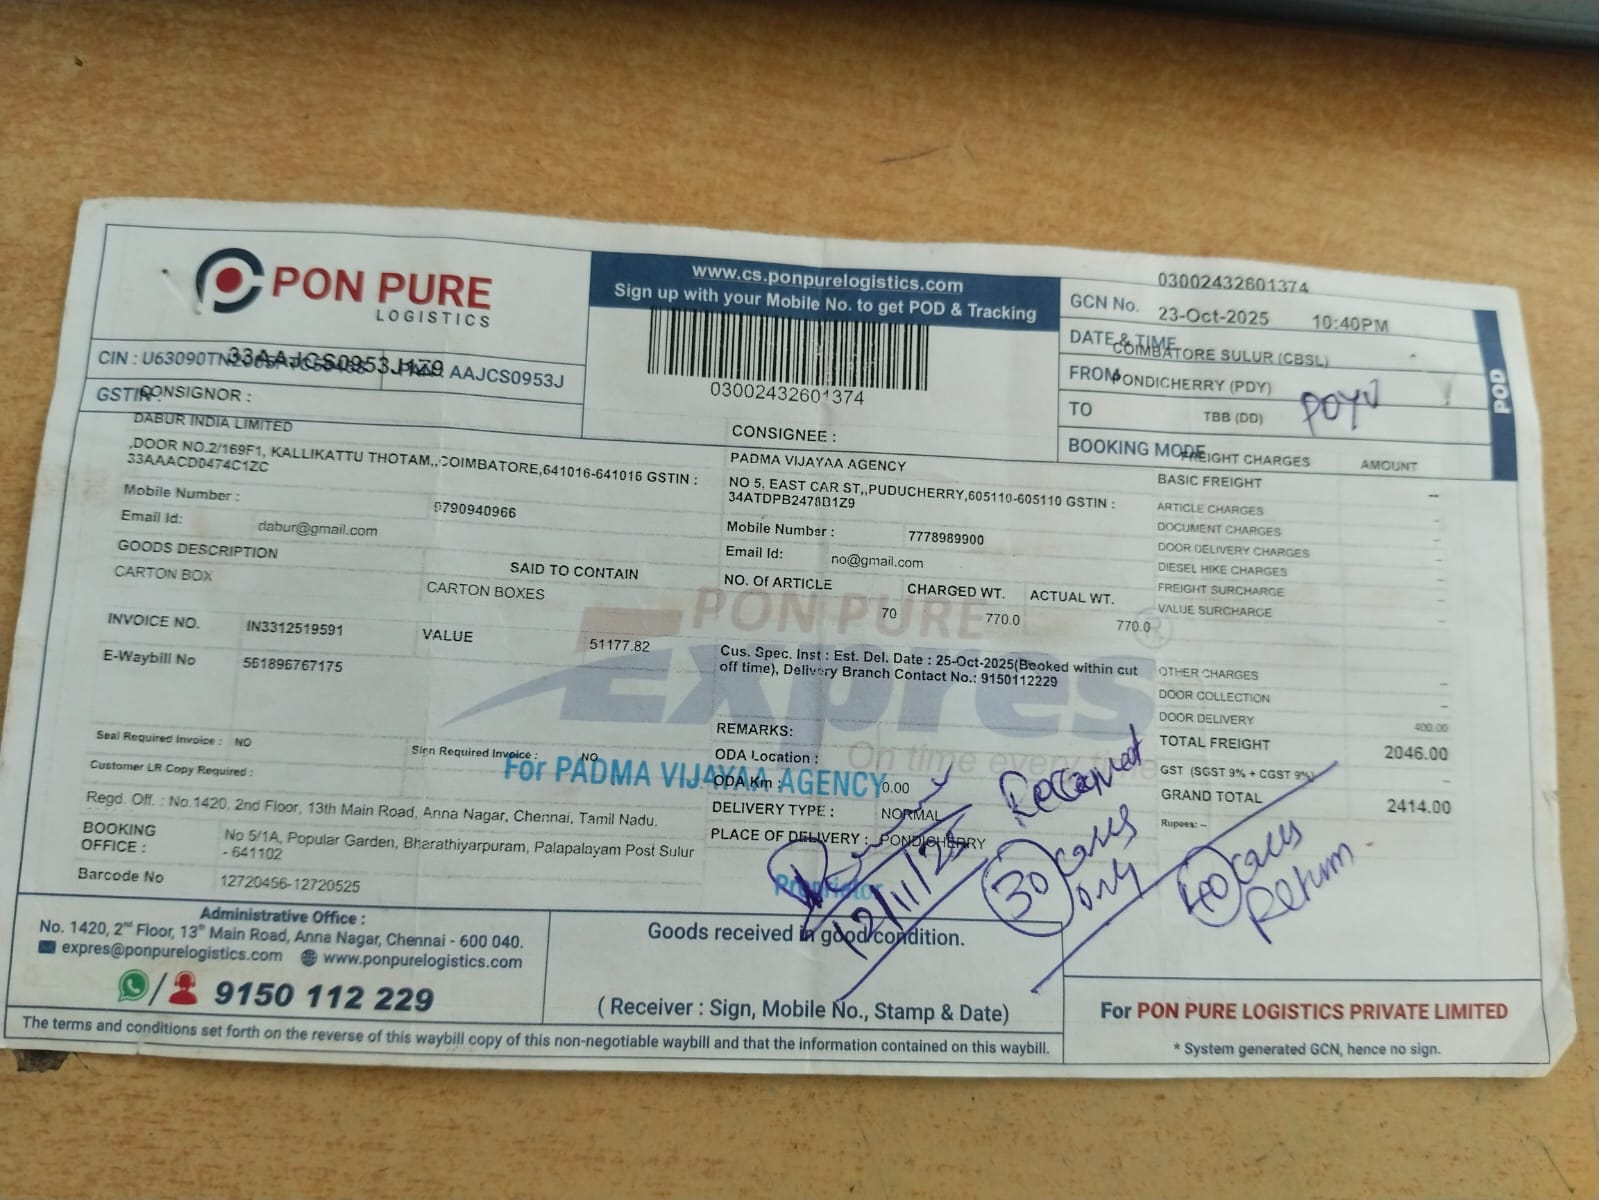 PON PURE
LOGISTICS
CIN : U63090TN AAJCS0953J
33AAJCS0953J1Z9
GSTIN :
www.cs.ponpurelogistics.com
Sign up with your Mobile No. to get POD & Tracking
03002432601374
GCN No. 03002432601374
DATE & TIME 23-Oct-2025 10:40PM
FROM COIMBATORE SULUR (CBSL)
TO PONDICHERRY (PDY)
BOOKING MODE TBB (DD)
POD
CONSIGNOR :
DABUR INDIA LIMITED
,DOOR NO.2/169F1, KALLIKATTU THOTAM,,COIMBATORE,641016-641016 GSTIN :
33AAACD0474C1ZC
Mobile Number : 9790940966
Email Id: dabur@gmail.com
CONSIGNEE :
PADMA VIJAYAA AGENCY
NO 5, EAST CAR ST,,PUDUCHERRY,605110-605110 GSTIN :
34ATDPB2478B1Z9
Mobile Number : 7778989900
Email Id: no@gmail.com
GOODS DESCRIPTION SAID TO CONTAIN NO. Of ARTICLE CHARGED WT. ACTUAL WT.
CARTON BOX CARTON BOXES 70 770.0 770.0
INVOICE NO. IN3312519591 VALUE 51177.82
E-Waybill No 561896767175
Cus. Spec. Inst : Est. Del. Date : 25-Oct-2025(Booked within cut
off time), Delivery Branch Contact No.: 9150112229
PON PURE
Expres
On time every time
REMARKS:
ODA Location :
ODA Km : 0.00
DELIVERY TYPE : NORMAL
PLACE OF DELIVERY : PONDICHERRY
Seal Required Invoice : NO Sign Required Invoice : NO
Customer LR Copy Required :
For PADMA VIJAYAA AGENCY
Proprietor
12/11/25
Received
30 cases
only
40 cases
Return
FREIGHT CHARGES AMOUNT
BASIC FREIGHT --
ARTICLE CHARGES --
DOCUMENT CHARGES --
DOOR DELIVERY CHARGES --
DIESEL HIKE CHARGES --
FREIGHT SURCHARGE --
VALUE SURCHARGE --
OTHER CHARGES --
DOOR COLLECTION --
DOOR DELIVERY 400.00
TOTAL FREIGHT 2046.00
GST (SGST 9% + CGST 9%) --
GRAND TOTAL 2414.00
Rupees: --
Regd. Off. : No.1420, 2nd Floor, 13th Main Road, Anna Nagar, Chennai, Tamil Nadu,
BOOKING OFFICE : No 5/1A, Popular Garden, Bharathiyarpuram, Palapalayam Post Sulur
- 641102
Barcode No 12720456-12720525
Administrative Office :
No. 1420, 2nd Floor, 13th Main Road, Anna Nagar, Chennai - 600 040.
expres@ponpurelogistics.com www.ponpurelogistics.com
9150 112 229
Goods received in good condition.
( Receiver : Sign, Mobile No., Stamp & Date)
For PON PURE LOGISTICS PRIVATE LIMITED
* System generated GCN, hence no sign.
The terms and conditions set forth on the reverse of this waybill copy of this non-negotiable waybill and that the information contained on this waybill.